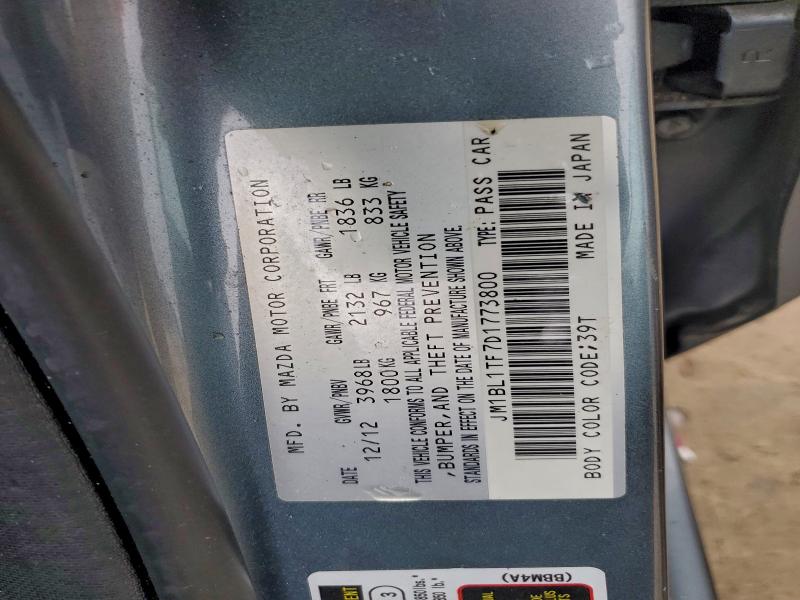 MFD. BY MAZDA MOTOR CORPORATION
DATE GVWR/PNBV GAWR/PNBE FRT GAWR/PNBE RR
12/12 3968LB 2132 LB 1836 LB
1800KG 967 KG 833 KG
THIS VEHICLE CONFORMS TO ALL APPLICABLE FEDERAL MOTOR VEHICLE SAFETY
,BUMPER,AND THEFT PREVENTION
STANDARDS IN EFFECT ON THE DATE OF MANUFACTURE SHOWN ABOVE.
JM1BL1TF7D1773800 TYPE: PASS CAR
BODY COLOR CODE;39T MADE IN JAPAN
(BBM4A)
3